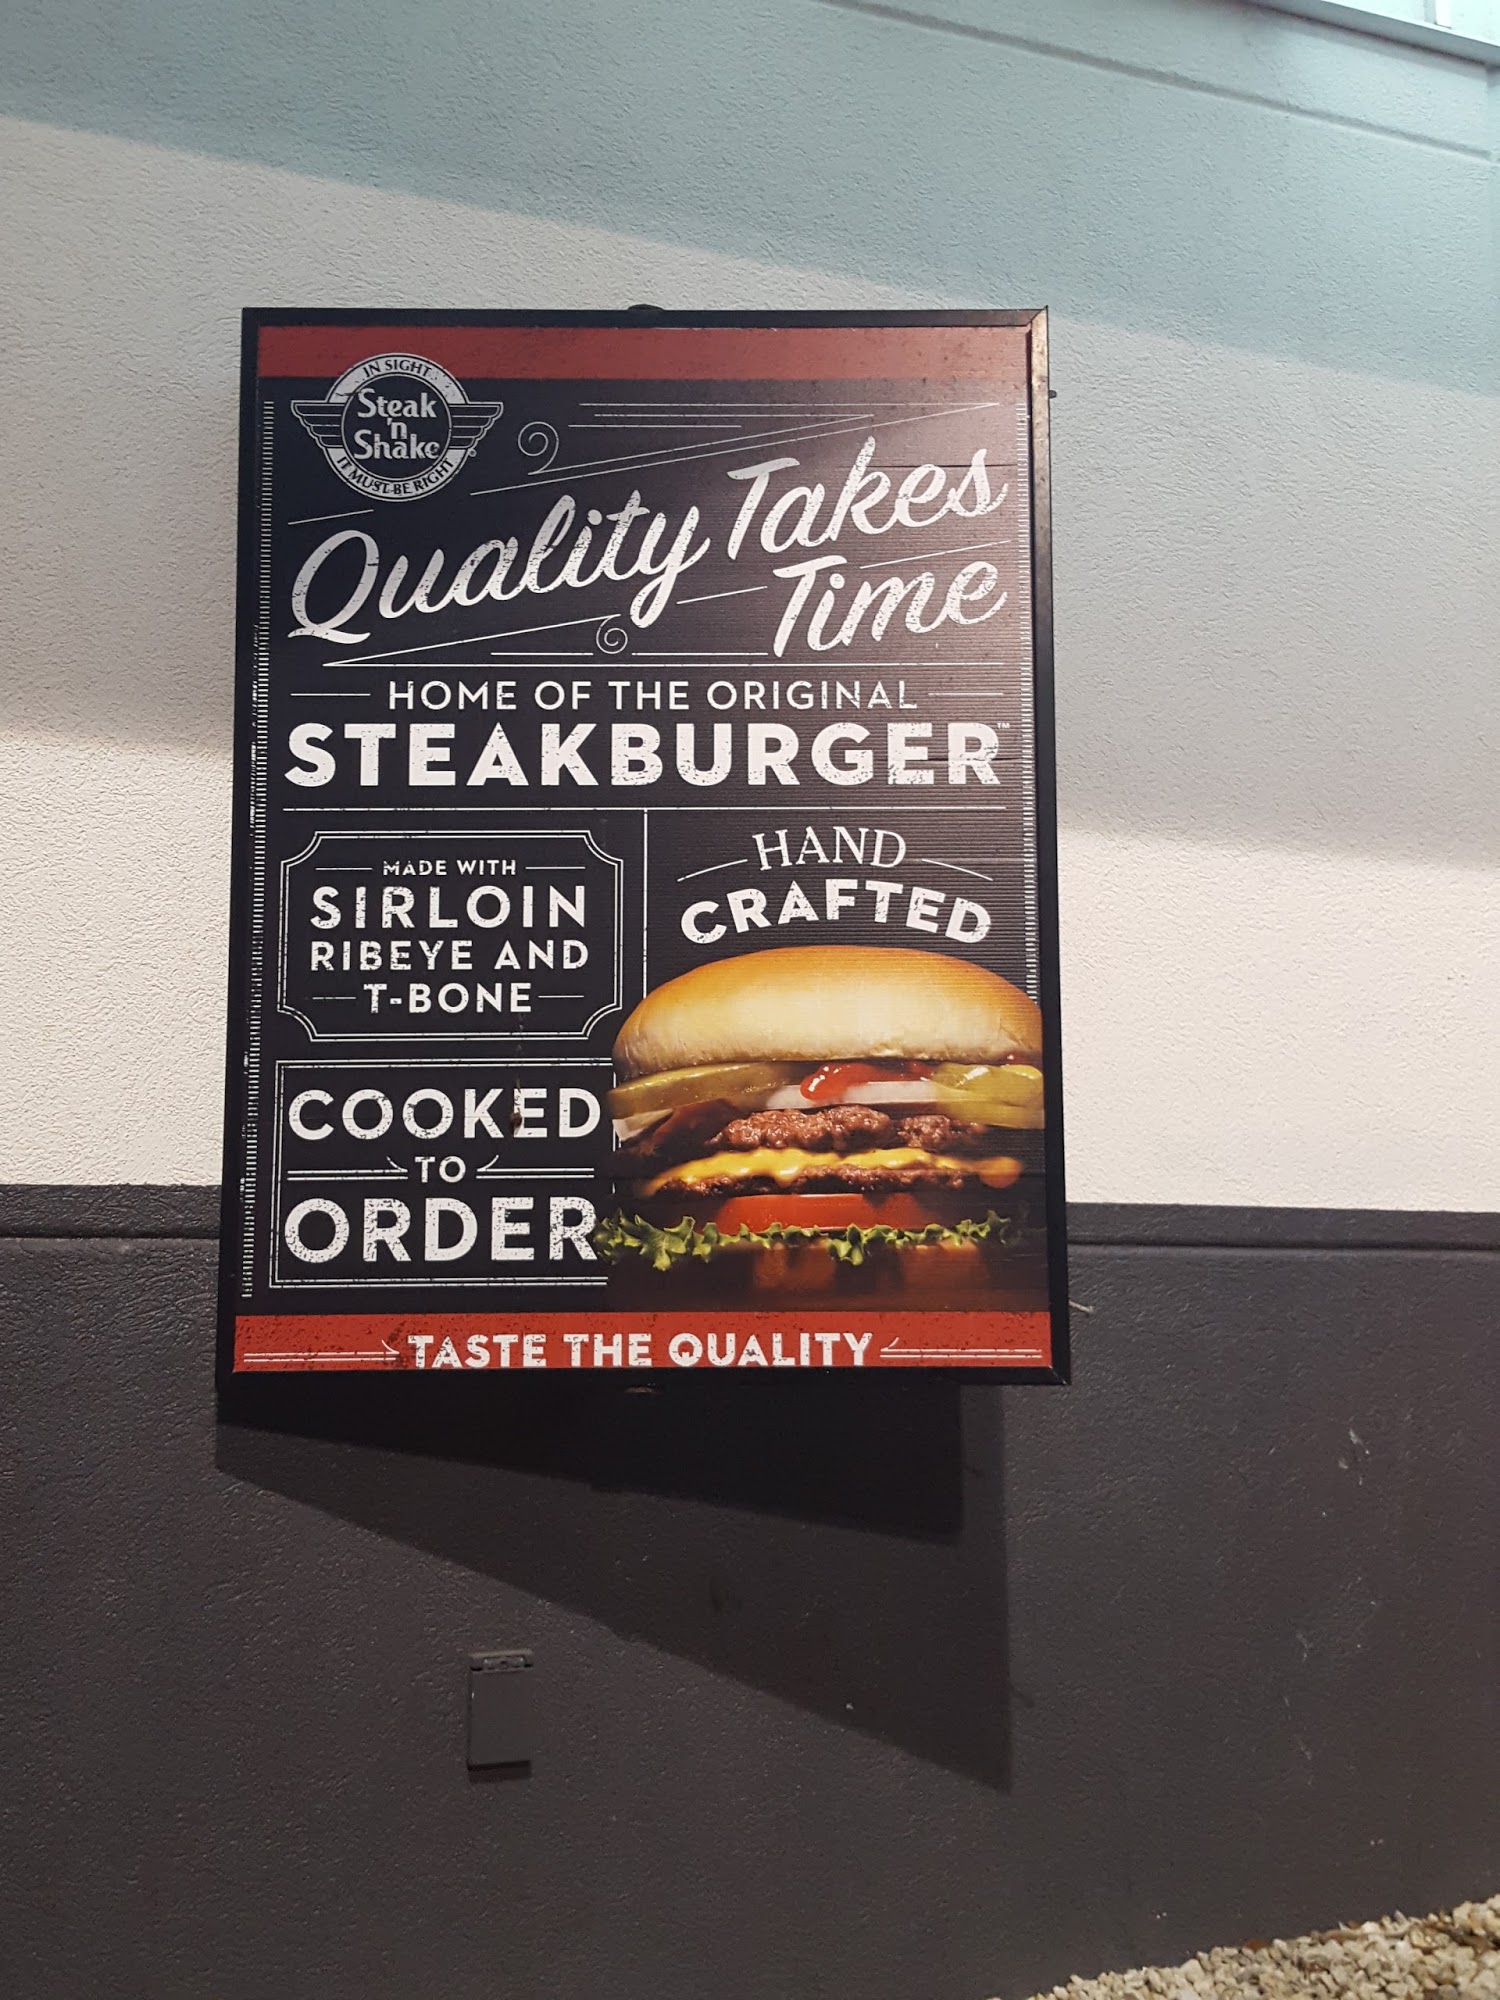 IN SIGHT
Steak
'n
Shake
IT MUST BE RIGHT
Quality Takes
Time
HOME OF THE ORIGINAL
STEAKBURGER™
MADE WITH
SIRLOIN
RIBEYE AND
T-BONE
HAND
CRAFTED
COOKED
TO
ORDER
TASTE THE QUALITY